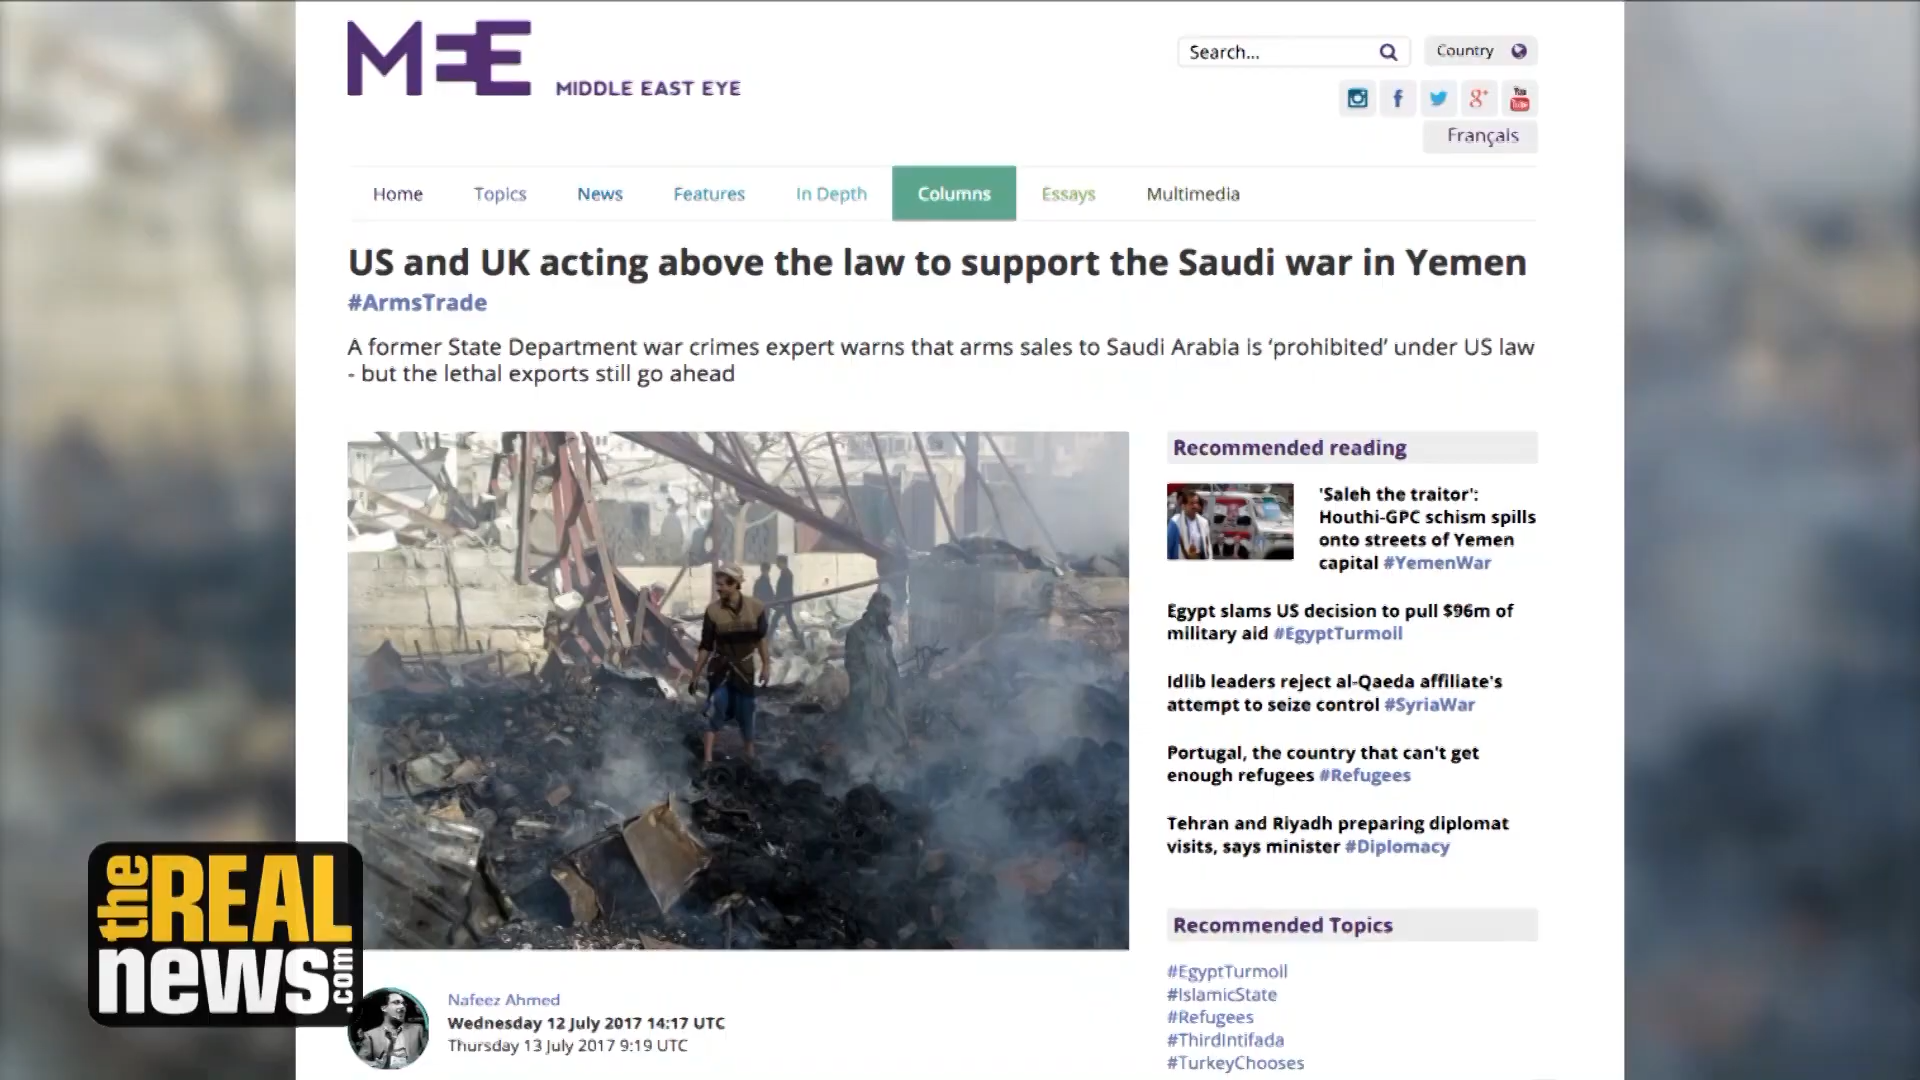 MEE MIDDLE EAST EYE
Search...
Country
f
8+
You
Tube
Français
Home Topics News Features In Depth Columns Essays Multimedia
US and UK acting above the law to support the Saudi war in Yemen
#ArmsTrade
A former State Department war crimes expert warns that arms sales to Saudi Arabia is ‘prohibited’ under US law
- but the lethal exports still go ahead
Recommended reading
'Saleh the traitor':
Houthi-GPC schism spills
onto streets of Yemen
capital #YemenWar
Egypt slams US decision to pull $96m of
military aid #EgyptTurmoil
Idlib leaders reject al-Qaeda affiliate's
attempt to seize control #SyriaWar
Portugal, the country that can't get
enough refugees #Refugees
Tehran and Riyadh preparing diplomat
visits, says minister #Diplomacy
Recommended Topics
#EgyptTurmoil
#IslamicState
#Refugees
#ThirdIntifada
#TurkeyChooses
Nafeez Ahmed
Wednesday 12 July 2017 14:17 UTC
Thursday 13 July 2017 9:19 UTC
the REAL
news.com